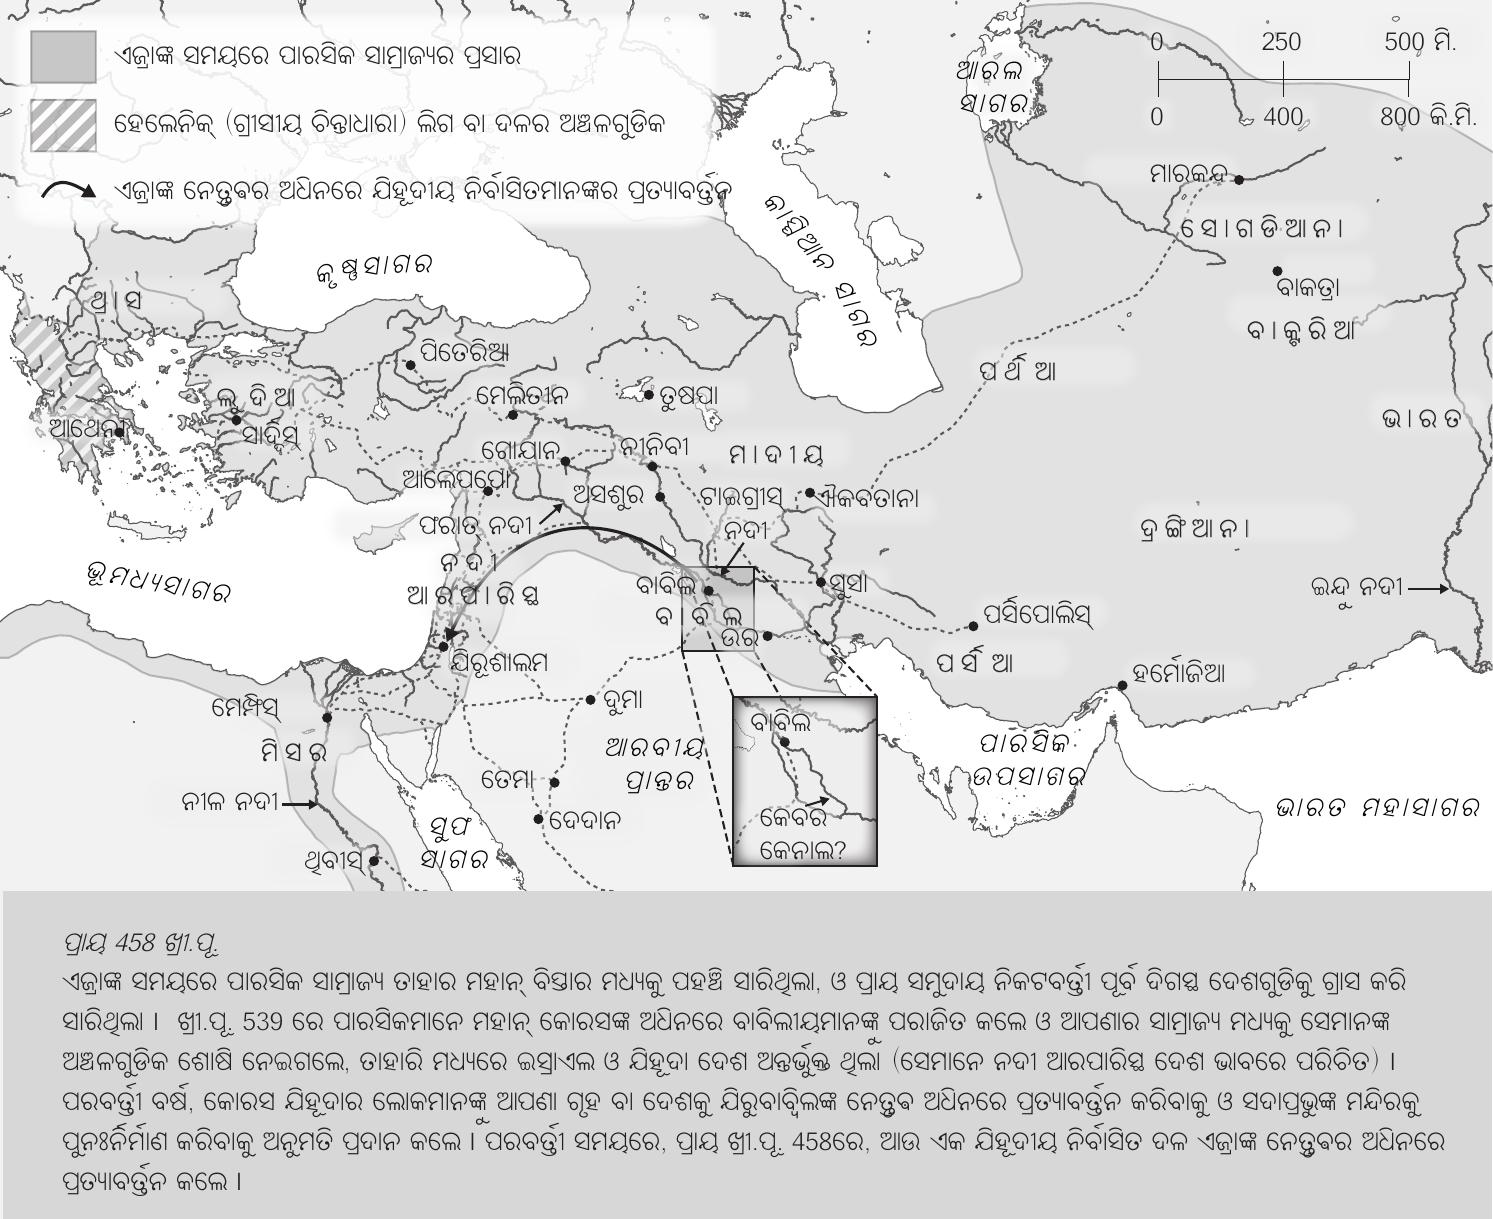 ଏଜ୍ରାଙ୍କ ସମୟରେ ପାରସିକ ସାମ୍ରାଜ୍ୟର ପ୍ରସାର
ହେଲେନିକ୍ (ଗ୍ରୀସୀୟ ଚିନ୍ତାଧାରା) ଲିଗ ବା ଦଳର ଅଞ୍ଚଳଗୁଡିକ
ଏଜ୍ରାଙ୍କ ନେତୃତ୍ଵର ଅଧିନରେ ଯିହୂଦୀୟ ନିର୍ବାସିତମାନଙ୍କର ପ୍ରତ୍ୟାବର୍ତ୍ତନ
0 250 500 ମି.
0 400 800 କି.ମି.
ଆରଲ
ସାଗର
ମାରକନ୍ଦ
ସୋଗଡିଆନା
ବାକତ୍ରା
ବାକ୍ଟ୍ରିଆ
କାସ୍ପିଆନ ସାଗର
କୃଷ୍ଣସାଗର
ଥ୍ରାସ
ପିତେରିଆ
ପର୍ଥିଆ
ଲୁଦିଆ
ମେଲିତୀନ
ତୁଷପା
ଭାରତ
ଆଥେନୀ
ସାର୍ଦ୍ଦିସ୍
ଗୋଯାନ
ନୀନିବୀ
ମାଦୀୟ
ଆଲେପପୋ
ଅସଶୁର
ଟାଇଗ୍ରୀସ୍
ନଦୀ
ଐକବତାନା
ଫରାତ ନଦୀ
ଦ୍ରଙ୍ଗିଆନା
ନଦୀ
ଆରପାରିସ୍ଥ
ଭୂମଧ୍ୟସାଗର
ବାବିଲ
ସୁସା
ବାବିଲ
ଉର
ପର୍ସିପୋଲିସ୍
ଇନ୍ଦୁ ନଦୀ
ଯିରୂଶାଲମ
ପର୍ସିଆ
ହର୍ମୋଜିଆ
ମେମ୍ଫିସ୍
ଦୁମା
ମିସର
ଆରବୀୟ
ପ୍ରାନ୍ତର
ବାବିଲ
ପାରସିକ
ଉପସାଗର
ତେମା
ନୀଳ ନଦୀ
ଦେଦାନ
କେବର
କେନାଲ?
ଭାରତ ମହାସାଗର
ସୁଫ
ସାଗର
ଥିବୀସ୍
ପ୍ରାୟ 458 ଖ୍ରୀ.ପୂ.
ଏଜ୍ରାଙ୍କ ସମୟରେ ପାରସିକ ସାମ୍ରାଜ୍ୟ ତାହାର ମହାନ୍ ବିସ୍ତାର ମଧ୍ୟକୁ ପହଞ୍ଚି ସାରିଥିଲା, ଓ ପ୍ରାୟ ସମୁଦାୟ ନିକଟବର୍ତ୍ତୀ ପୂର୍ବ ଦିଗସ୍ଥ ଦେଶଗୁଡିକୁ ଗ୍ରାସ କରି
ସାରିଥିଲା । ଖ୍ରୀ.ପୂ. 539 ରେ ପାରସିକମାନେ ମହାନ୍ କୋରସଙ୍କ ଅଧିନରେ ବାବିଲୀୟମାନଙ୍କୁ ପରାଜିତ କଲେ ଓ ଆପଣାର ସାମ୍ରାଜ୍ୟ ମଧ୍ୟକୁ ସେମାନଙ୍କ
ଅଞ୍ଚଳଗୁଡିକ ଶୋଷି ନେଇଗଲେ, ତାହାରି ମଧ୍ୟରେ ଇସ୍ରାଏଲ ଓ ଯିହୂଦା ଦେଶ ଅନ୍ତର୍ଭୁକ୍ତ ଥିଲା (ସେମାନେ ନଦୀ ଆରପାରିସ୍ଥ ଦେଶ ଭାବରେ ପରିଚିତ) ।
ପରବର୍ତ୍ତୀ ବର୍ଷ, କୋରସ ଯିହୂଦାର ଲୋକମାନଙ୍କୁ ଆପଣା ଗୃହ ବା ଦେଶକୁ ଯିରୁବାବ୍ବିଲଙ୍କ ନେତୃତ୍ଵ ଅଧିନରେ ପ୍ରତ୍ୟାବର୍ତ୍ତନ କରିବାକୁ ଓ ସଦାପ୍ରଭୁଙ୍କ ମନ୍ଦିରକୁ
ପୁନଃର୍ନିର୍ମାଣ କରିବାକୁ ଅନୁମତି ପ୍ରଦାନ କଲେ । ପରବର୍ତ୍ତୀ ସମୟରେ, ପ୍ରାୟ ଖ୍ରୀ.ପୂ. 458ରେ, ଆଉ ଏକ ଯିହୂଦୀୟ ନିର୍ବାସିତ ଦଳ ଏଜ୍ରାଙ୍କ ନେତୃତ୍ଵର ଅଧିନରେ
ପ୍ରତ୍ୟାବର୍ତ୍ତନ କଲେ ।